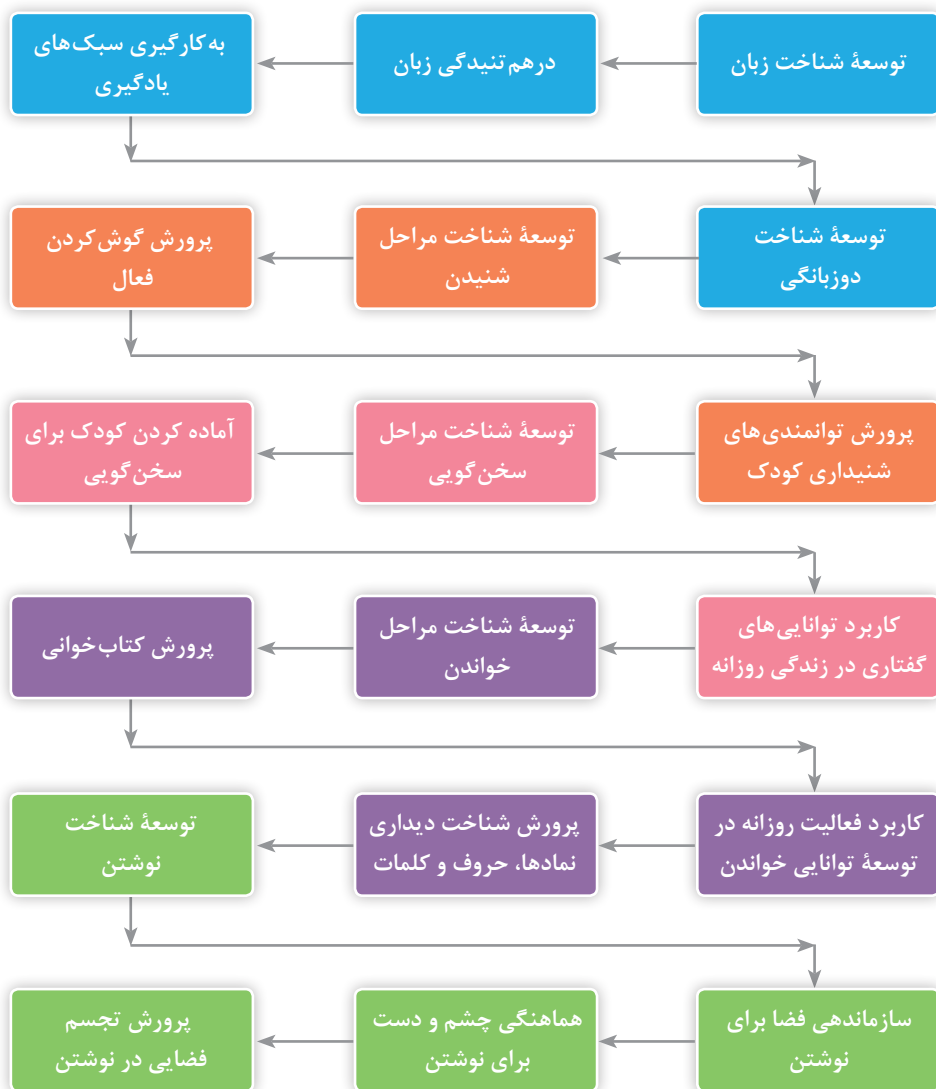 توسعهٔ شناخت زبان
درهم‌تنیدگی زبان
به‌کارگیری سبک‌های
یادگیری
توسعهٔ شناخت
دوزبانگی
توسعهٔ شناخت مراحل
شنیدن
پرورش گوش‌کردن
فعال
پرورش توانمندی‌های
شنیداری کودک
توسعهٔ شناخت مراحل
سخن‌گویی
آماده کردن کودک برای
سخن‌گویی
کاربرد توانایی‌های
گفتاری در زندگی روزانه
توسعهٔ شناخت مراحل
خواندن
پرورش کتاب‌خوانی
کاربرد فعالیت روزانه در
توسعهٔ توانایی خواندن
پرورش شناخت دیداری
نمادها، حروف و کلمات
توسعهٔ شناخت
نوشتن
سازماندهی فضا برای
نوشتن
هماهنگی چشم و دست
برای نوشتن
پرورش تجسم
فضایی در نوشتن